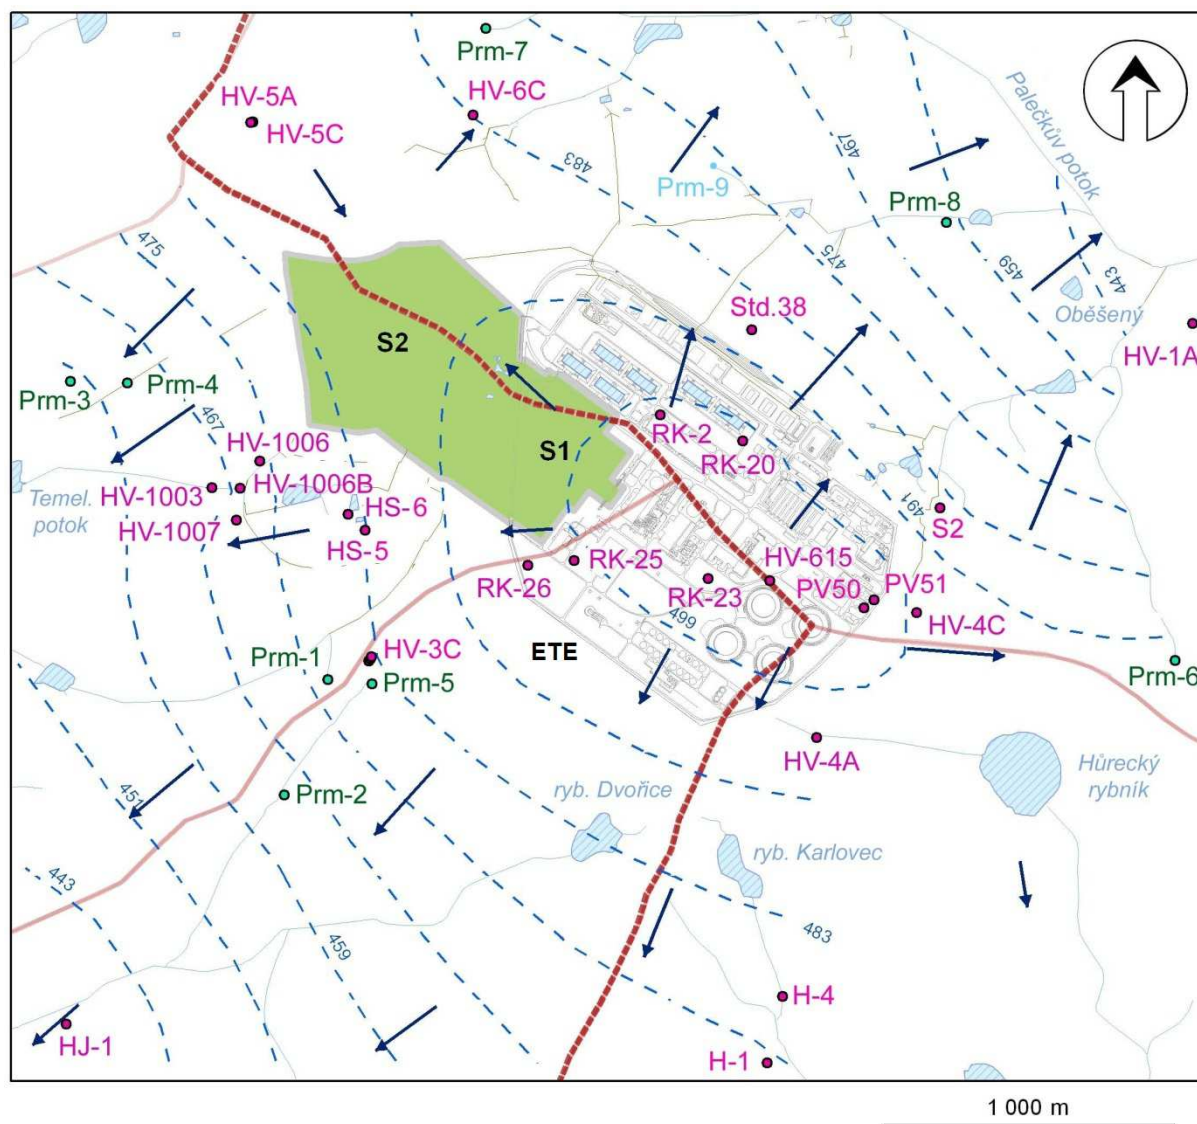 Prm-7
HV-5A
HV-6C
HV-5C
Palečkův potok
467
483
Prm-9
Prm-8
475
475
459
443
Std.38
Oběšený
HV-1A
S2
Prm-3
Prm-4
467
RK-2
S1
RK-20
HV-1006
HV-1003
HV-1006B
Temel.
potok
HV-1007
HS-6
HS-5
491
S2
RK-25
RK-26
RK-23
HV-615
PV50
PV51
HV-4C
499
ETE
HV-3C
Prm-1
Prm-5
Prm-6
HV-4A
Hůrecký
rybník
Prm-2
451
ryb. Dvořice
ryb. Karlovec
443
459
483
H-4
HJ-1
H-1
1 000 m